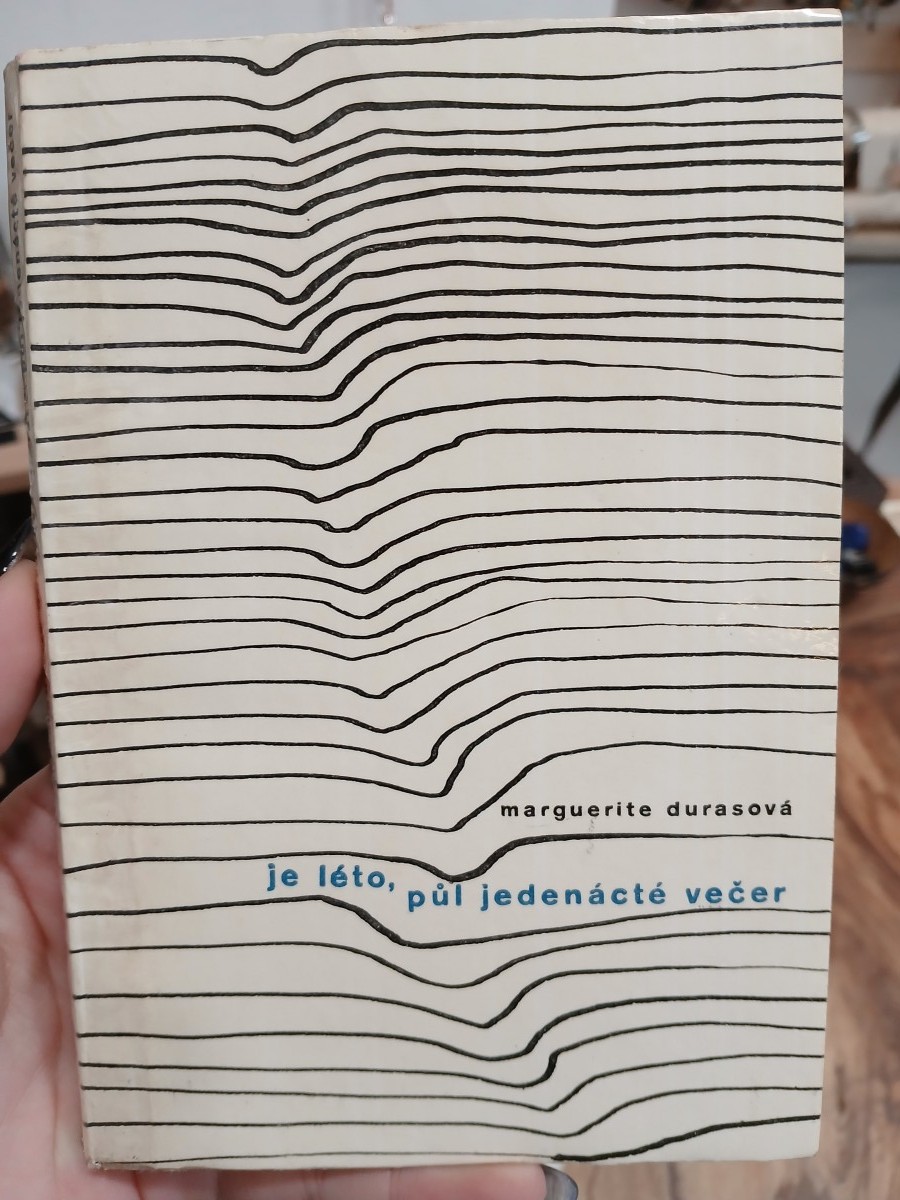 marguerite durasová
je léto, půl jedenácté večer